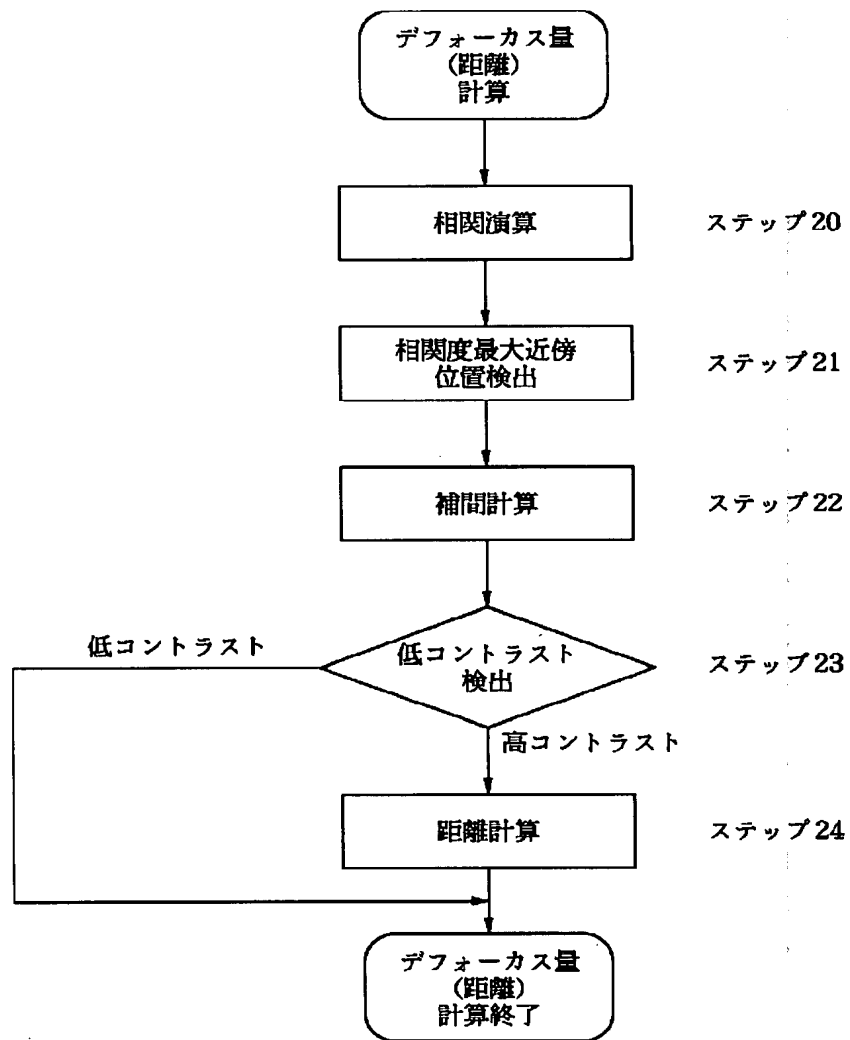 デフォーカス量
(距離)
計算
相関演算
ステップ20
相関度最大近傍
位置検出
ステップ21
補間計算
ステップ22
低コントラスト
低コントラスト
検出
ステップ23
高コントラスト
距離計算
ステップ24
デフォーカス量
(距離)
計算終了